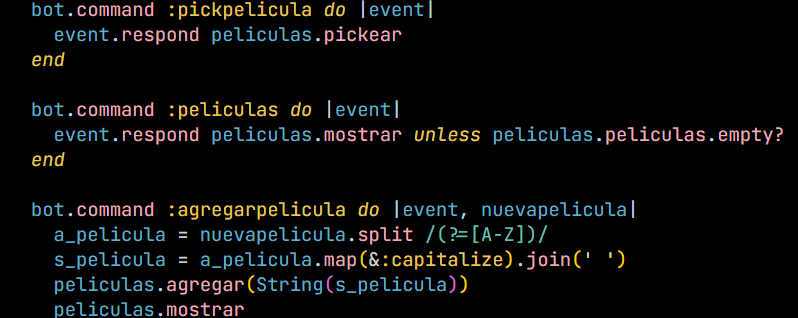 bot.command :pickpelicula do |event|
  event.respond peliculas.pickear
end

bot.command :peliculas do |event|
  event.respond peliculas.mostrar unless peliculas.peliculas.empty?
end

bot.command :agregarpelicula do |event, nuevapelicula|
  a_pelicula = nuevapelicula.split /(?=[A-Z])/
  s_pelicula = a_pelicula.map(&:capitalize).join(' ')
  peliculas.agregar(String(s_pelicula))
  peliculas.mostrar